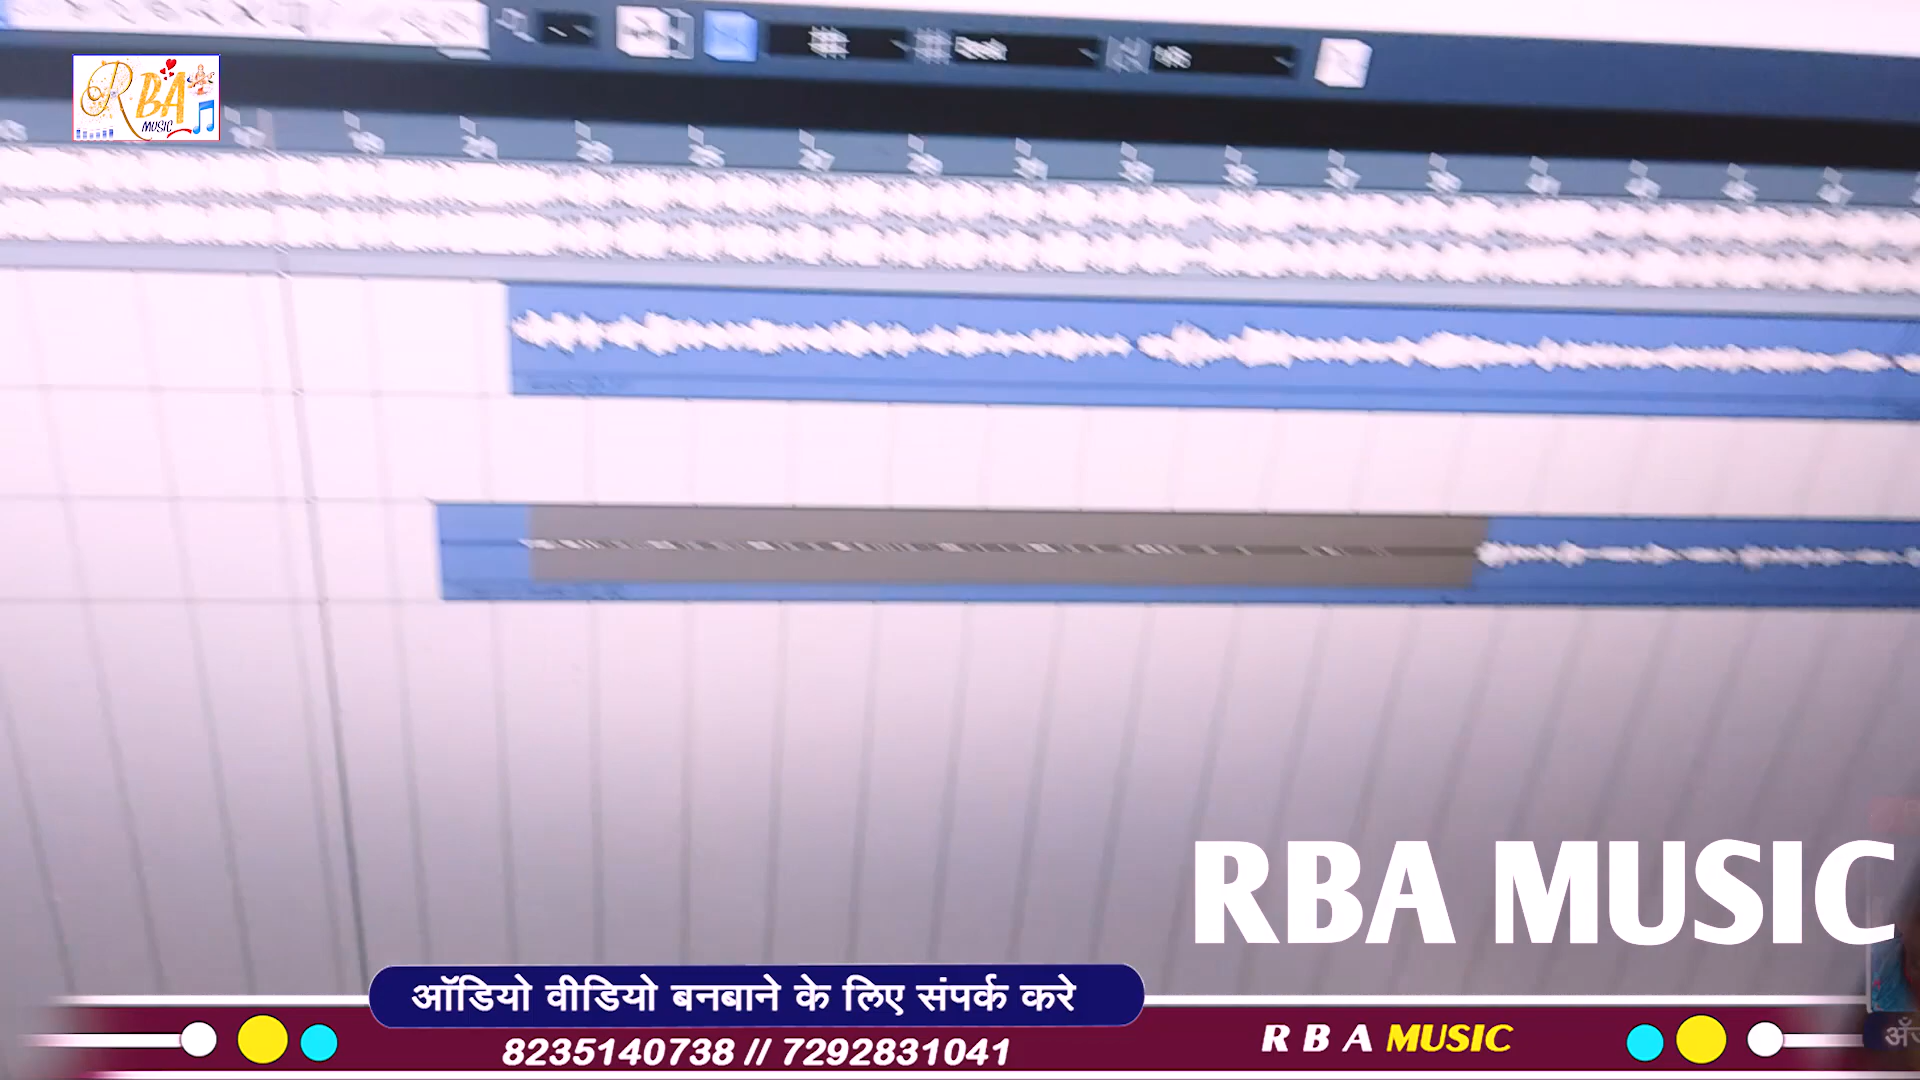 RBA
MUSIC
RBA MUSIC
ऑडियो वीडियो बनबाने के लिए संपर्क करे
8235140738 // 7292831041
R B A MUSIC